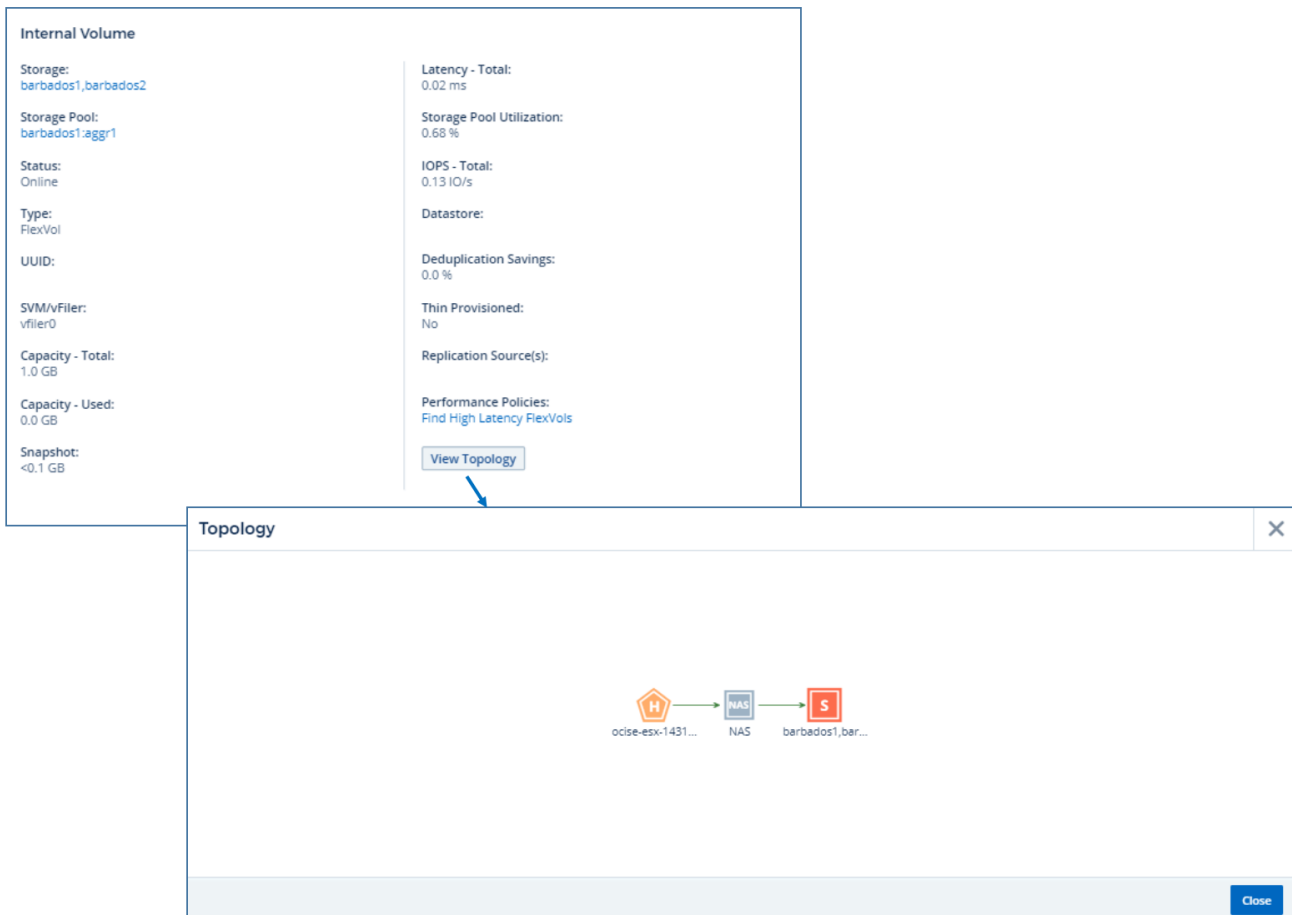 Internal Volume
Storage:
barbados1,barbados2
Storage Pool:
barbados1:aggr1
Status:
Online
Type:
FlexVol
UUID:
SVM/vFiler:
vfiler0
Capacity - Total:
1.0 GB
Capacity - Used:
0.0 GB
Snapshot:
<0.1 GB
Latency - Total:
0.02 ms
Storage Pool Utilization:
0.68 %
IOPS - Total:
0.13 IO/s
Datastore:
Deduplication Savings:
0.0 %
Thin Provisioned:
No
Replication Source(s):
Performance Policies:
Find High Latency FlexVols
View Topology
Topology
H
NAS
S
ocise-esx-1431...
NAS
barbados1,bar...
Close